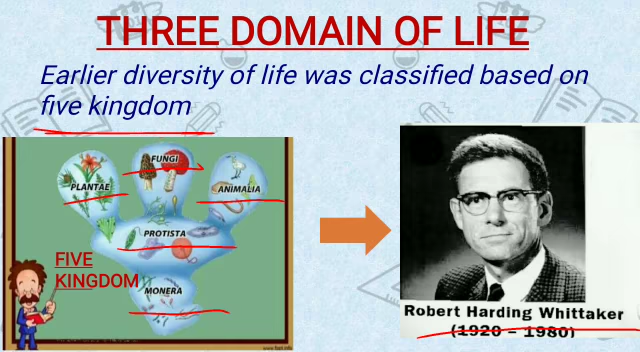 THREE DOMAIN OF LIFE
Earlier diversity of life was classified based on
five kingdom
FUNGI
PLANTAE
ANIMALIA
PROTISTA
FIVE
KINGDOM
MONERA
Robert Harding Whittaker
(1920 – 1980)